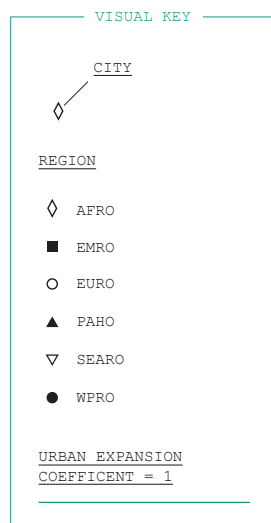 VISUAL KEY
CITY
REGION
AFRO
EMRO
EURO
PAHO
SEARO
WPRO
URBAN EXPANSION
COEFFICENT = 1